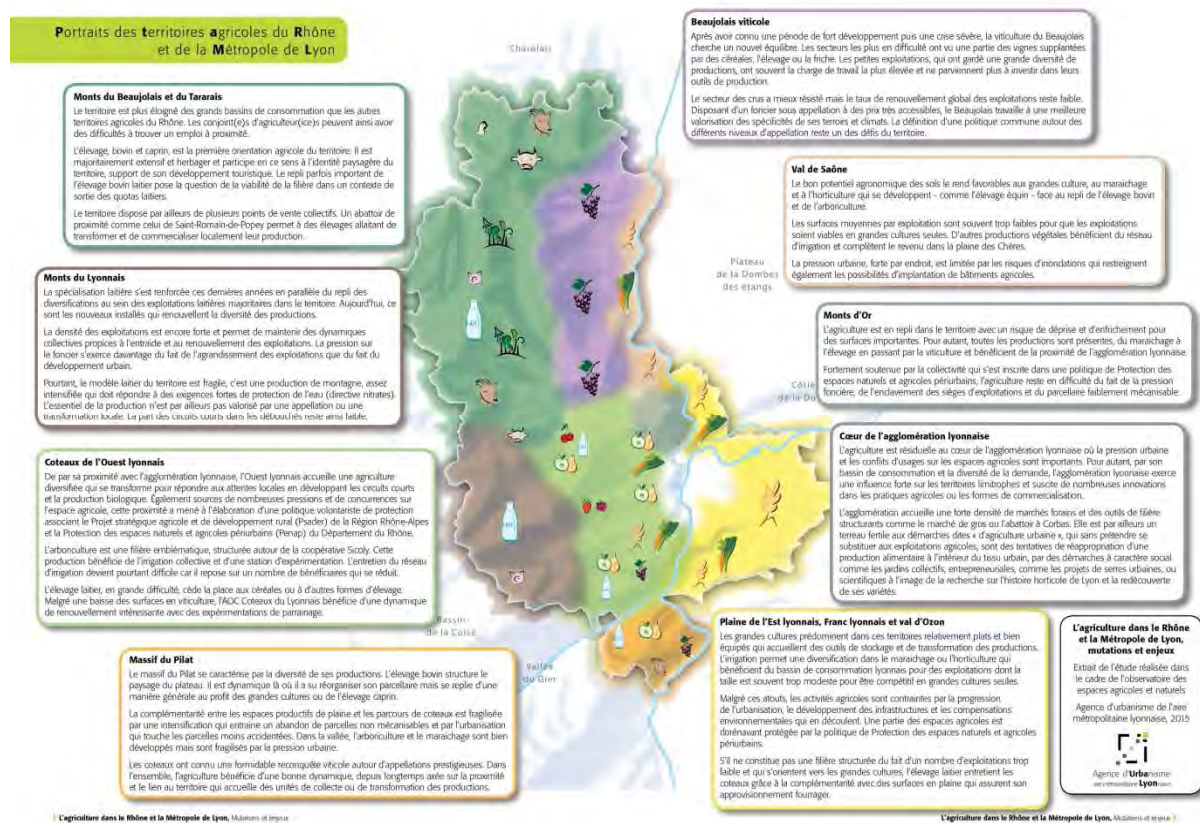 Portraits des territoires agricoles du Rhône
et de la Métropole de Lyon
Charolais
Monts du Beaujolais et du Tararais
Le territoire est plus éloigné des grands bassins de consommation que les autres
territoires agricoles du Rhône. Les conjoint(e)s d'agriculteur(ice)s peuvent ainsi avoir
des difficultés à trouver un emploi à proximité.
L'élevage, bovin et caprin, est la première orientation agricole du territoire. Il est
majoritairement extensif et herbager et participe en ce sens à l'identité paysagère du
territoire, support de son développement touristique. Le repli parfois important de
l'élevage bovin laitier pose la question de la viabilité de la filière dans un contexte de
sortie des quotas laitiers.
Le territoire dispose par ailleurs de plusieurs points de vente collectifs. Un abattoir de
proximité comme celui de Saint-Romain-de-Popey permet à des élevages allaitant de
transformer et de commercialiser localement leur production.
Monts du Lyonnais
La spécialisation laitière s'est renforcée ces dernières années en parallèle du repli des
diversifications au sein des exploitations laitières majoritaires dans le territoire. Aujourd'hui, ce
sont les nouveaux installés qui renouvellent la diversité des productions.
La densité des exploitations est encore forte et permet de maintenir des dynamiques
collectives propices à l'entraide et au renouvellement des exploitations. La pression sur
le foncier s'exerce davantage du fait de l'agrandissement des exploitations que du fait du
développement urbain.
Pourtant, le modèle laitier du territoire est fragile, c'est une production de montagne, assez
intensifiée qui doit répondre à des exigences fortes de protection de l'eau (directive nitrates).
L'essentiel de la production n'est par ailleurs pas valorisé par une appellation ou une
transformation locale. La part des circuits courts dans les débouchés reste ainsi faible.
Coteaux de l'Ouest lyonnais
De par sa proximité avec l'agglomération lyonnaise, l'Ouest lyonnais accueille une agriculture
diversifiée qui se transforme pour répondre aux attentes locales en développant les circuits courts
et la production biologique. Également sources de nombreuses pressions et de concurrences sur
l'espace agricole, cette proximité a mené à l'élaboration d'une politique volontariste de protection
associant le Projet stratégique agricole et de développement rural (Psader) de la Région Rhône-Alpes
et la Protection des espaces naturels et agricoles périurbains (Penap) du Département du Rhône.
L'arboriculture est une filière emblématique, structurée autour de la coopérative Sicoly. Cette
production bénéficie de l'irrigation collective et d'une station d'expérimentation. L'entretien du réseau
d'irrigation devient pourtant difficile car il repose sur un nombre de bénéficiaires qui se réduit.
L'élevage laitier, en grande difficulté, cède la place aux céréales ou à d'autres formes d'élevage.
Malgré une baisse des surfaces en viticulture, l'AOC Coteaux du Lyonnais bénéficie d'une dynamique
de renouvellement intéressante avec des expérimentations de parrainage.
Massif du Pilat
Le massif du Pilat se caractérise par la diversité de ses productions. L'élevage bovin structure le
paysage du plateau. Il est dynamique là où il a su réorganiser son parcellaire mais se replie d'une
manière générale au profit des grandes cultures ou de l'élevage caprin.
La complémentarité entre les espaces productifs de plaine et les parcours de coteaux est fragilisée
par une intensification qui entraine un abandon de parcelles non mécanisables et par l'urbanisation
qui touche les parcelles moins accidentées. Dans la vallée, l'arboriculture et le maraichage sont bien
développés mais sont fragilisés par la pression urbaine.
Les coteaux ont connu une formidable reconquête viticole autour d'appellations prestigieuses. Dans
l'ensemble, l'agriculture bénéficie d'une bonne dynamique, depuis longtemps axée sur la proximité
et le lien au territoire qui accueille des unités de collecte ou de transformation des productions.
Beaujolais viticole
Après avoir connu une période de fort développement puis une crise sévère, la viticulture du Beaujolais
cherche un nouvel équilibre. Les secteurs les plus en difficulté ont vu une partie des vignes supplantées
par des céréales, l'élevage ou la friche. Les petites exploitations, qui ont gardé une grande diversité de
productions, ont souvent la charge de travail la plus élevée et ne parviennent plus à investir dans leurs
outils de production.
Le secteur des crus a mieux résisté mais le taux de renouvellement global des exploitations reste faible.
Disposant d'un foncier sous appellation à des prix très accessibles, le Beaujolais travaille à une meilleure
valorisation des spécificités de ses terroirs et climats. La définition d'une politique commune autour des
différents niveaux d'appellation reste un des défis du territoire.
Val de Saône
Le bon potentiel agronomique des sols le rend favorables aux grandes culture, au maraichage
et à l'horticulture qui se développent - comme l'élevage équin - face au repli de l'élevage bovin
et de l'arboriculture.
Les surfaces moyennes par exploitation sont souvent trop faibles pour que les exploitations
soient viables en grandes cultures seules. D'autres productions végétales bénéficient du réseau
d'irrigation et complètent le revenu dans la plaine des Chères.
La pression urbaine, forte par endroit, est limitée par les risques d'inondations qui restreignent
également les possibilités d'implantation de bâtiments agricoles.
Plateau
de la Dombes
des étangs
Monts d'Or
L'agriculture est en repli dans le territoire avec un risque de déprise et d'enfrichement pour
des surfaces importantes. Pour autant, toutes les productions sont présentes, du maraichage à
l'élevage en passant par la viticulture et bénéficient de la proximité de l'agglomération lyonnaise.
Fortement soutenue par la collectivité qui s'est inscrite dans une politique de Protection des
espaces naturels et agricoles périurbains, l'agriculture reste en difficulté du fait de la pression
foncière, de l'enclavement des sièges d'exploitations et du parcellaire faiblement mécanisable.
Cœur de l'agglomération lyonnaise
L'agriculture est résiduelle au cœur de l'agglomération lyonnaise où la pression urbaine
et les conflits d'usages sur les espaces agricoles sont importants. Pour autant, par son
bassin de consommation et la diversité de la demande, l'agglomération lyonnaise exerce
une influence forte sur les territoires limitrophes et suscite de nombreuses innovations
dans les pratiques agricoles ou les formes de commercialisation.
L'agglomération accueille une forte densité de marchés forains et des outils de filière
structurants comme le marché de gros ou l'abattoir à Corbas. Elle est par ailleurs un
terreau fertile aux démarches dites « d'agriculture urbaine », qui sans prétendre se
substituer aux exploitations agricoles, sont des tentatives de réappropriation d'une
production alimentaire à l'intérieur du tissu urbain, par des démarches à caractère social
comme les jardins collectifs, entrepreneuriales, comme les projets de serres urbaines, ou
scientifiques à l'image de la recherche sur l'histoire horticole de Lyon et la redécouverte
de ses variétés.
Plaine de l'Est lyonnais, Franc lyonnais et val d'Ozon
Les grandes cultures prédominent dans ces territoires relativement plats et bien
équipés qui accueillent des outils de stockage et de transformation des productions.
L'irrigation permet une diversification dans le maraichage ou l'horticulture qui
bénéficient du bassin de consommation lyonnais pour des exploitations dont la
taille est souvent trop modeste pour être compétitif en grandes cultures seules.
Malgré ces atouts, les activités agricoles sont contraintes par la progression
de l'urbanisation, le développement des infrastructures et les compensations
environnementales qui en découlent. Une partie des espaces agricoles est
dorénavant protégée par la politique de Protection des espaces naturels et agricoles
périurbains.
S'il ne constitue pas une filière structurée du fait d'un nombre d'exploitations trop
faible et qui s'orientent vers les grandes cultures, l'élevage laitier entretient les
coteaux grâce à la complémentarité avec des surfaces en plaine qui assurent son
approvisionnement fourrager.
L'agriculture dans le Rhône
et la Métropole de Lyon,
mutations et enjeux
Extrait de l'étude réalisée dans
le cadre de l'observatoire des
espaces agricoles et naturels
Agence d'urbanisme de l'aire
métropolitaine lyonnaise, 2015
Agence d'Urbanisme
aire métropolitaine Lyonnaise
Bassin
de la Coise
Vallée
du Gier
L'agriculture dans le Rhône et la Métropole de Lyon, Mutations et enjeux
L'agriculture dans le Rhône et la Métropole de Lyon, Mutations et enjeux